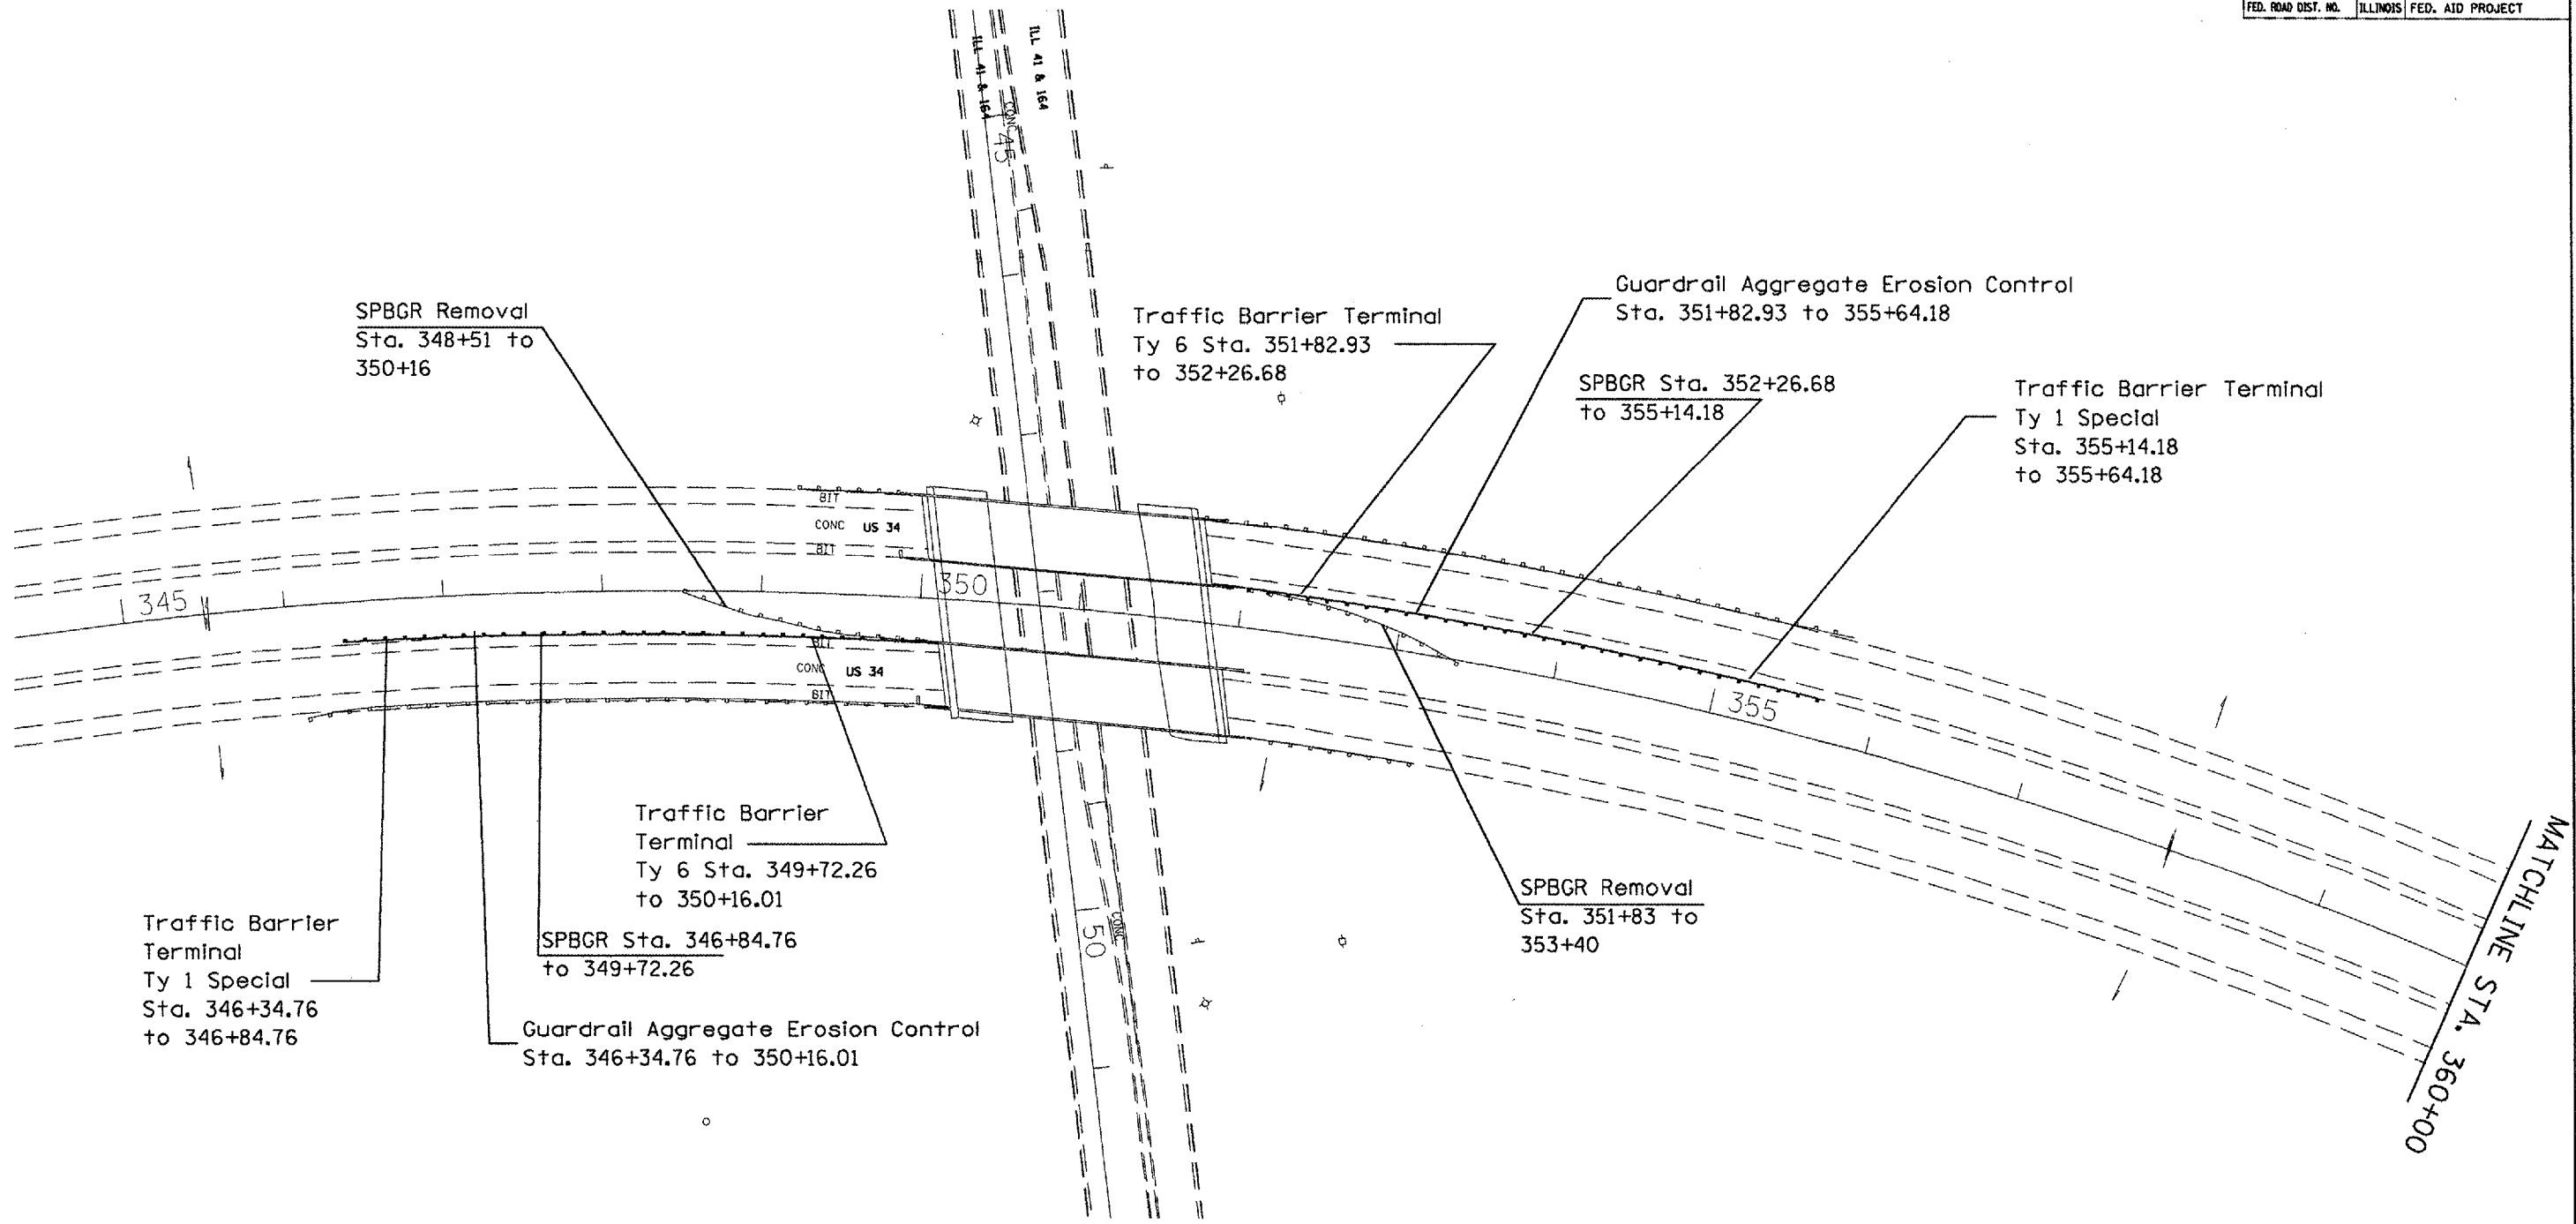 FED. ROAD DIST. NO. ILLINOIS FED. AID PROJECT
ILL 41 & 164
ILL 41 & 164
CONC
45
SPBGR Removal
Sta. 348+51 to
350+16
Traffic Barrier Terminal
Ty 6 Sta. 351+82.93
to 352+26.68
Guardrail Aggregate Erosion Control
Sta. 351+82.93 to 355+64.18
SPBGR Sta. 352+26.68
to 355+14.18
Traffic Barrier Terminal
Ty 1 Special
Sta. 355+14.18
to 355+64.18
BIT
CONC US 34
BIT
345
350
BIT
CONC US 34
BIT
355
Traffic Barrier
Terminal
Ty 6 Sta. 349+72.26
to 350+16.01
SPBGR Sta. 346+84.76
to 349+72.26
Traffic Barrier
Terminal
Ty 1 Special
Sta. 346+34.76
to 346+84.76
Guardrail Aggregate Erosion Control
Sta. 346+34.76 to 350+16.01
50
CONC
SPBGR Removal
Sta. 351+83 to
353+40
MATCHLINE STA. 360+00